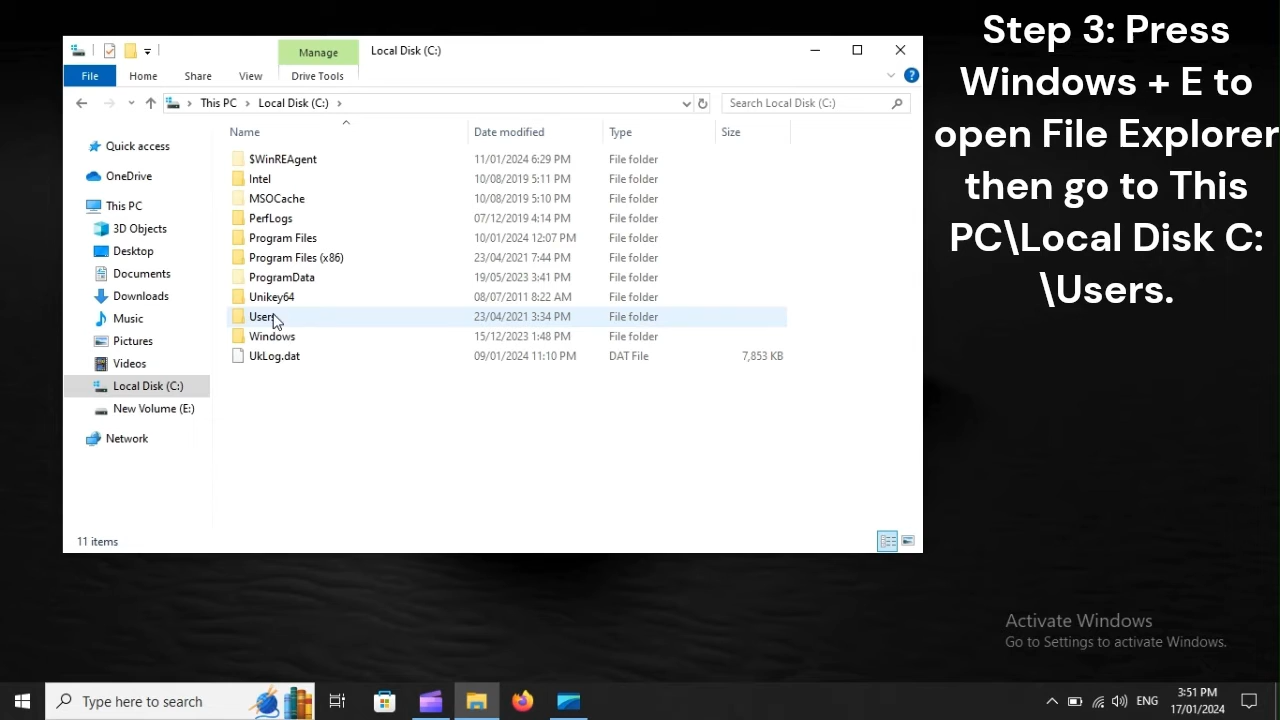 Step 3: Press
Windows + E to
open File Explorer
then go to This
PC\Local Disk C:
\Users.
Manage
Local Disk (C:)
File
Home
Share
View
Drive Tools
This PC
Local Disk (C:)
Search Local Disk (C:)
Quick access
OneDrive
This PC
3D Objects
Desktop
Documents
Downloads
Music
Pictures
Videos
Local Disk (C:)
New Volume (E:)
Network
Name Date modified Type Size
$WinREAgent 11/01/2024 6:29 PM File folder
Intel 10/08/2019 5:11 PM File folder
MSOCache 10/08/2019 5:10 PM File folder
PerfLogs 07/12/2019 4:14 PM File folder
Program Files 10/01/2024 12:07 PM File folder
Program Files (x86) 23/04/2021 7:44 PM File folder
ProgramData 19/05/2023 3:41 PM File folder
Unikey64 08/07/2011 8:22 AM File folder
Users 23/04/2021 3:34 PM File folder
Windows 15/12/2023 1:48 PM File folder
UkLog.dat 09/01/2024 11:10 PM DAT File 7,853 KB
11 items
Activate Windows
Go to Settings to activate Windows.
Type here to search
ENG
3:51 PM
17/01/2024